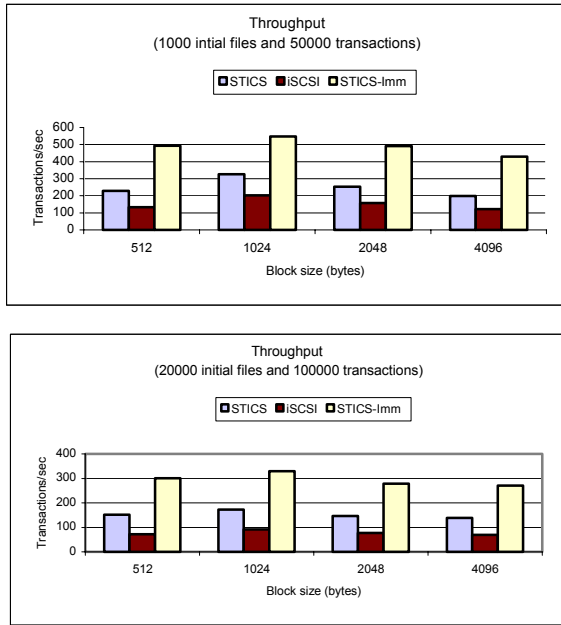 Throughput
(1000 intial files and 50000 transactions)
STICS iSCSI STICS-Imm
Transactions/sec
600
500
400
300
200
100
0
512 1024 2048 4096
Block size (bytes)
Throughput
(20000 initial files and 100000 transactions)
STICS iSCSI STICS-Imm
Transactions/sec
400
300
200
100
0
512 1024 2048 4096
Block size (bytes)